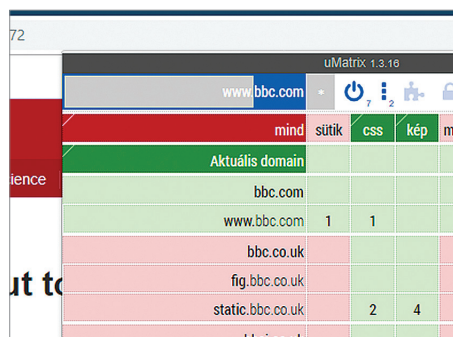 72
uMatrix 1.3.16
www.bbc.com * 7 2
mind sütik css kép m
Aktuális domain
ience
bbc.com
www.bbc.com 1 1
bbc.co.uk
fig.bbc.co.uk
ut to
static.bbc.co.uk 2 4